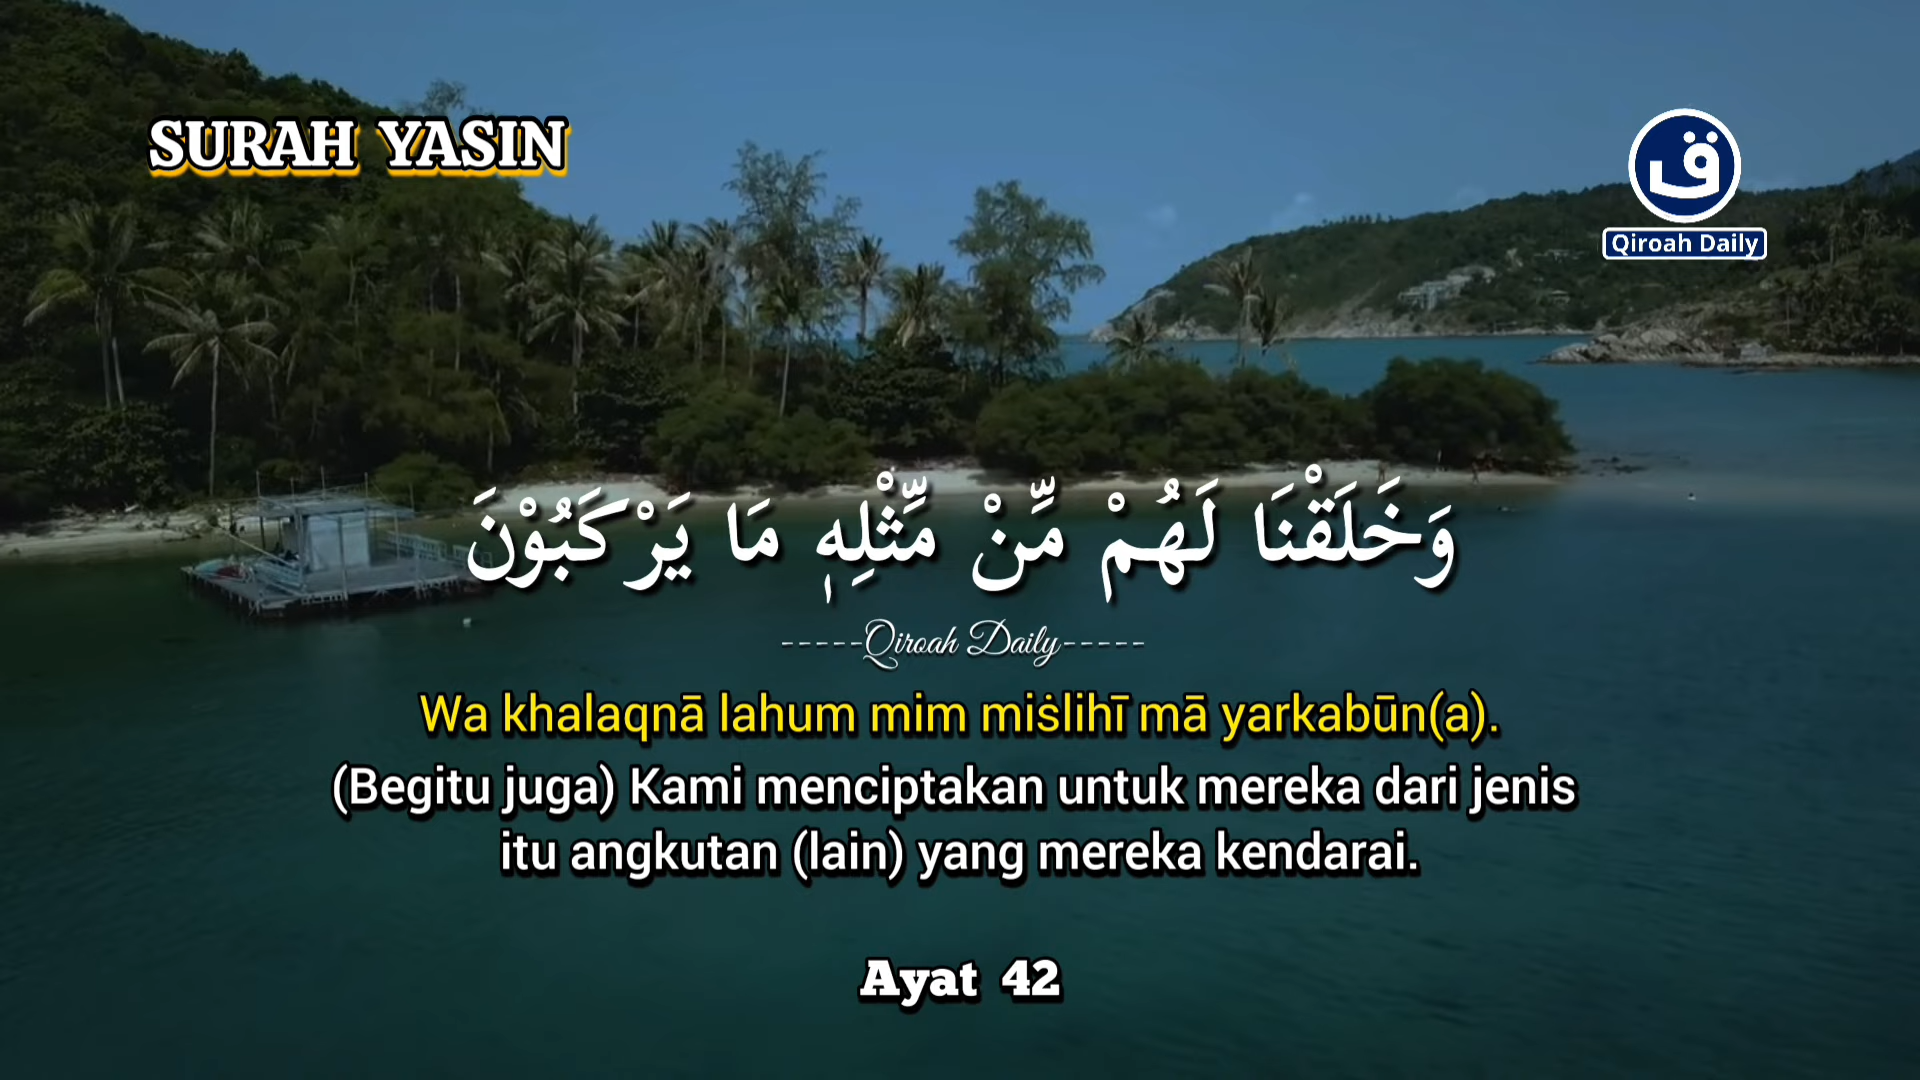 SURAH YASIN
ق
Qiroah Daily
وَخَلَقْنَا لَهُمْ مِّنْ مِّثْلِهٖ مَا يَرْكَبُوْنَ
-----Qiroah Daily-----
Wa khalaqnā lahum mim miṡlihī mā yarkabūn(a).
(Begitu juga) Kami menciptakan untuk mereka dari jenis
itu angkutan (lain) yang mereka kendarai.
Ayat 42